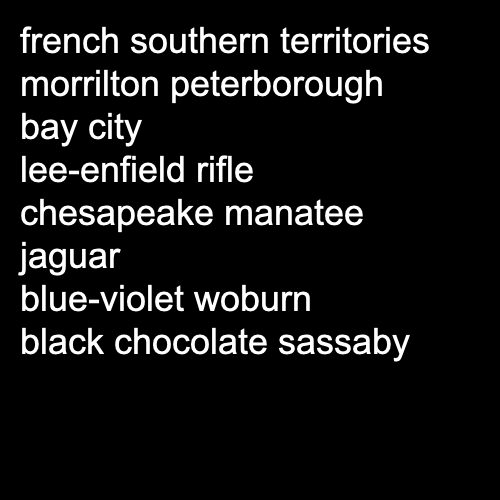 french southern territories
morrilton peterborough
bay city
lee-enfield rifle
chesapeake manatee
jaguar
blue-violet woburn
black chocolate sassaby